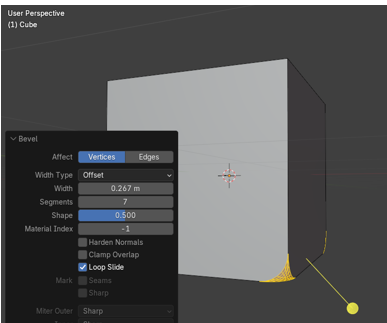 User Perspective
(1) Cube
Bevel
Affect Vertices Edges
Width Type Offset
Width 0.267 m
Segments 7
Shape 0.500
Material Index -1
Harden Normals
Clamp Overlap
Loop Slide
Mark Seams
Sharp
Miter Outer Sharp